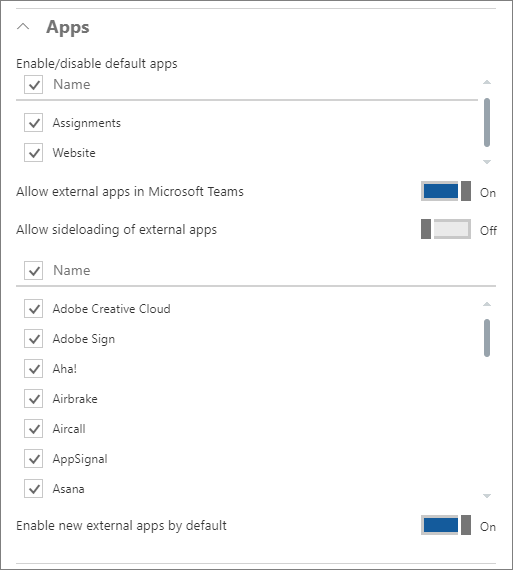 Apps
Enable/disable default apps
Name
Assignments
Website
Allow external apps in Microsoft Teams On
Allow sideloading of external apps Off
Name
Adobe Creative Cloud
Adobe Sign
Aha!
Airbrake
Aircall
AppSignal
Asana
Enable new external apps by default On